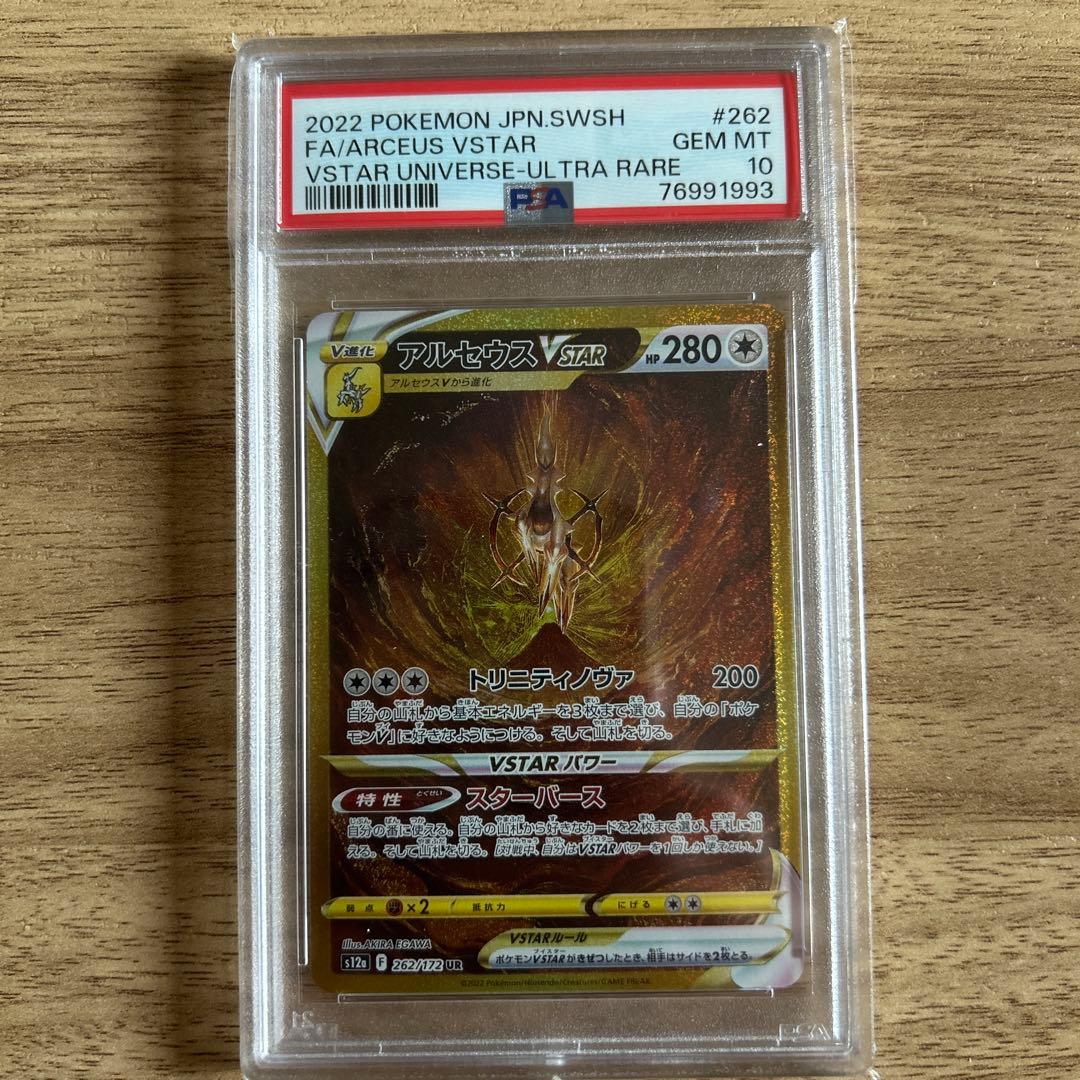 2022 POKEMON JPN.SWSH #262
FA/ARCEUS VSTAR GEM MT
VSTAR UNIVERSE-ULTRA RARE 10
PSA 76991993
V進化 アルセウス VSTAR HP 280
アルセウスVから進化
トリニティノヴァ 200
自分の山札から基本エネルギーを3枚まで選び、自分の「ポケ
モンV」に好きなようにつける。そして山札を切る。
VSTARパワー
特性 とくせい スターバース
自分の番に使える。自分の山札から好きなカードを2枚まで選び、手札に加
える。そして山札を切る。[対戦中、自分はVSTARパワーを1回しか使えない。]
弱点 ×2 抵抗力 にげる
Illus. AKIRA EGAWA
VSTARルール
ポケモンVSTARがきぜつしたとき、相手はサイドを2枚とる。
s12a F 262/172 UR
©2022 Pokémon/Nintendo/Creatures/GAME FREAK.